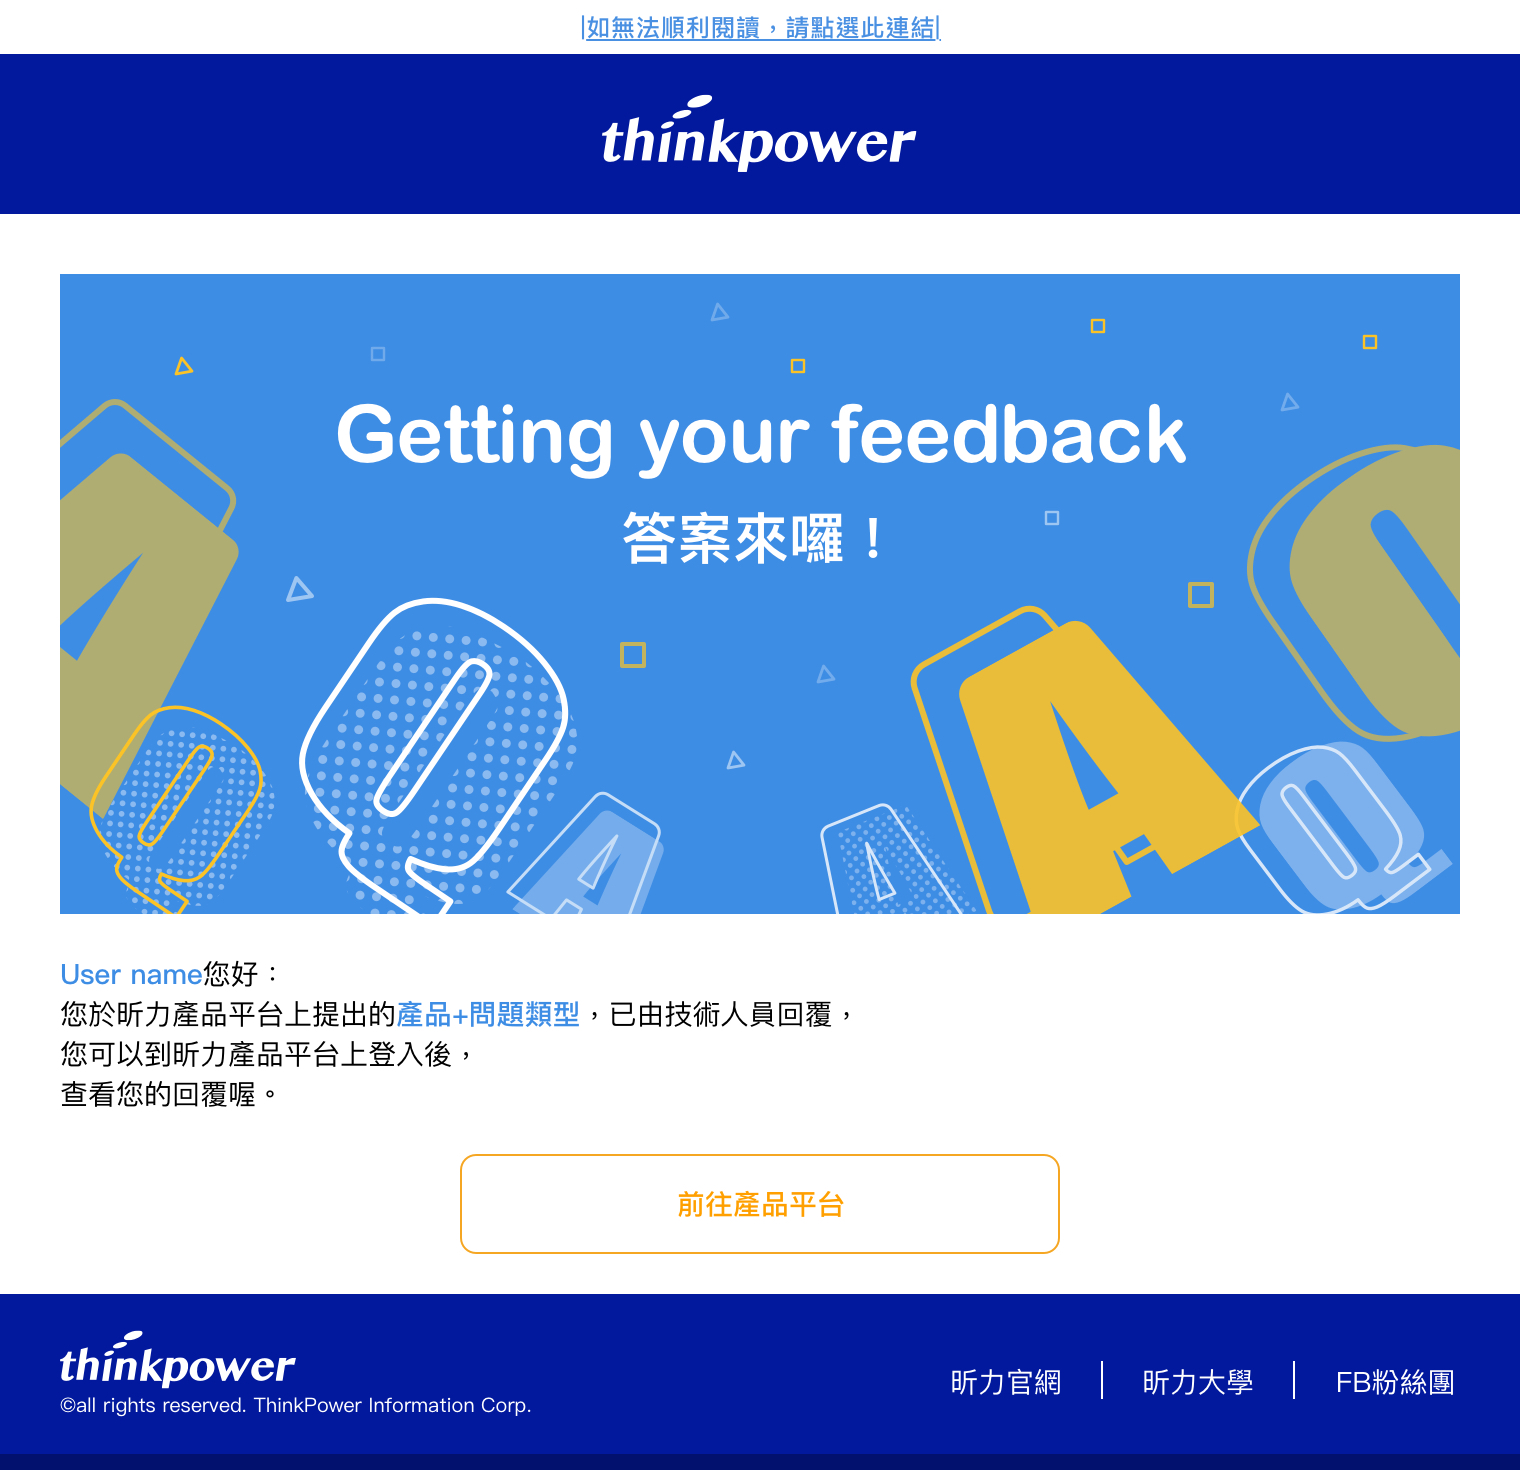 |如無法順利閱讀，請點選此連結|
thinkpower
Getting your feedback
答案來囉！
User name您好：
您於昕力產品平台上提出的產品+問題類型，已由技術人員回覆，
您可以到昕力產品平台上登入後，
查看您的回覆喔。
前往產品平台
thinkpower
©all rights reserved. ThinkPower Information Corp.
昕力官網 | 昕力大學 | FB粉絲團